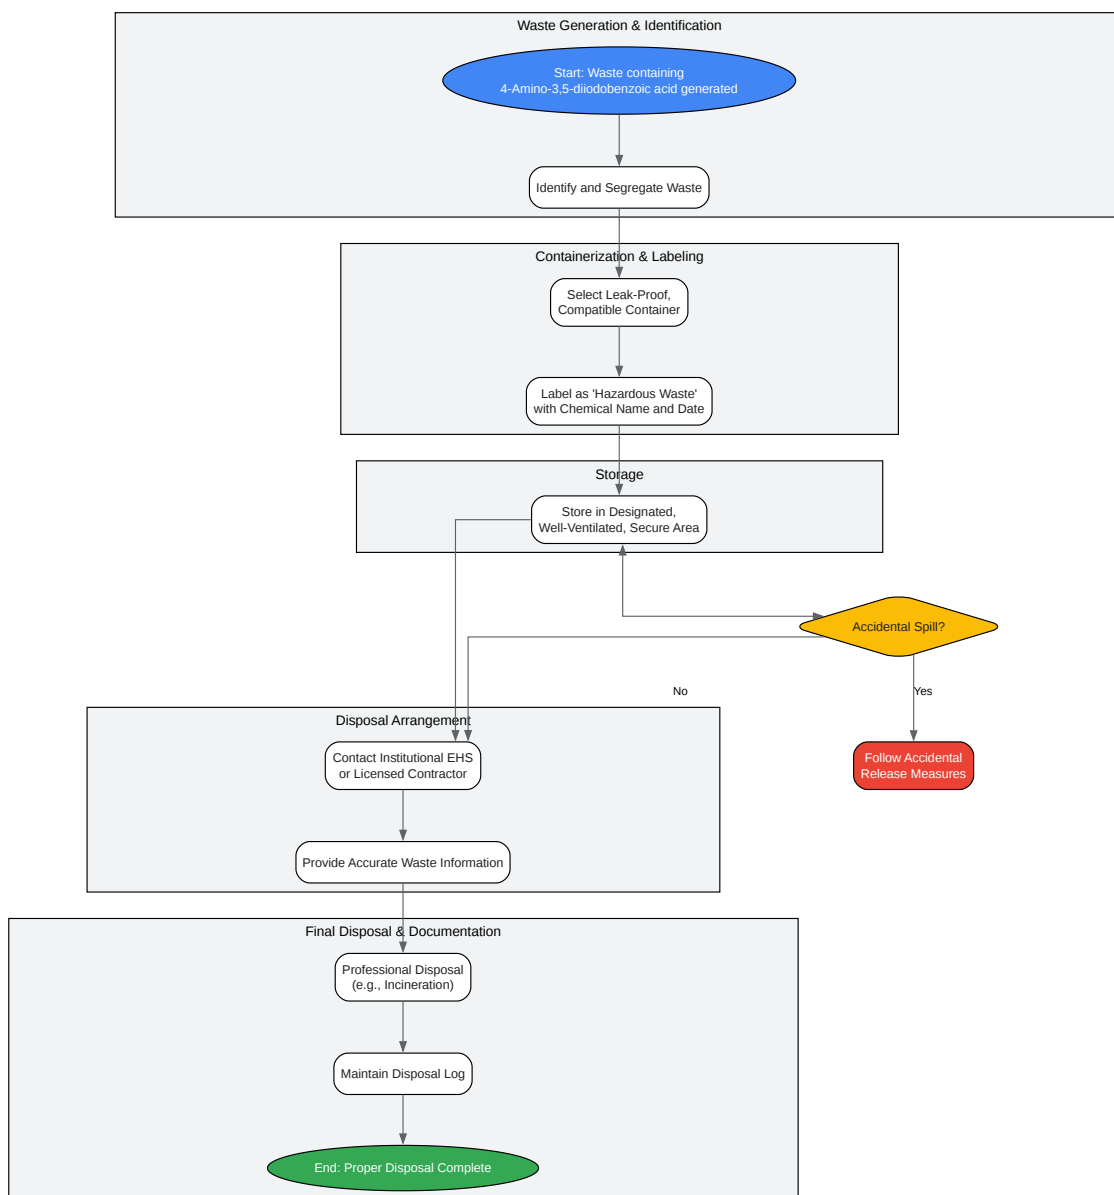 Waste Generation & Identification
Start: Waste containing
4-Amino-3,5-diiodobenzoic acid generated
Identify and Segregate Waste
Containerization & Labeling
Select Leak-Proof,
Compatible Container
Label as 'Hazardous Waste'
with Chemical Name and Date
Storage
Store in Designated,
Well-Ventilated, Secure Area
Accidental Spill?
No
Yes
Disposal Arrangement
Contact Institutional EHS
or Licensed Contractor
Follow Accidental
Release Measures
Provide Accurate Waste Information
Final Disposal & Documentation
Professional Disposal
(e.g., Incineration)
Maintain Disposal Log
End: Proper Disposal Complete